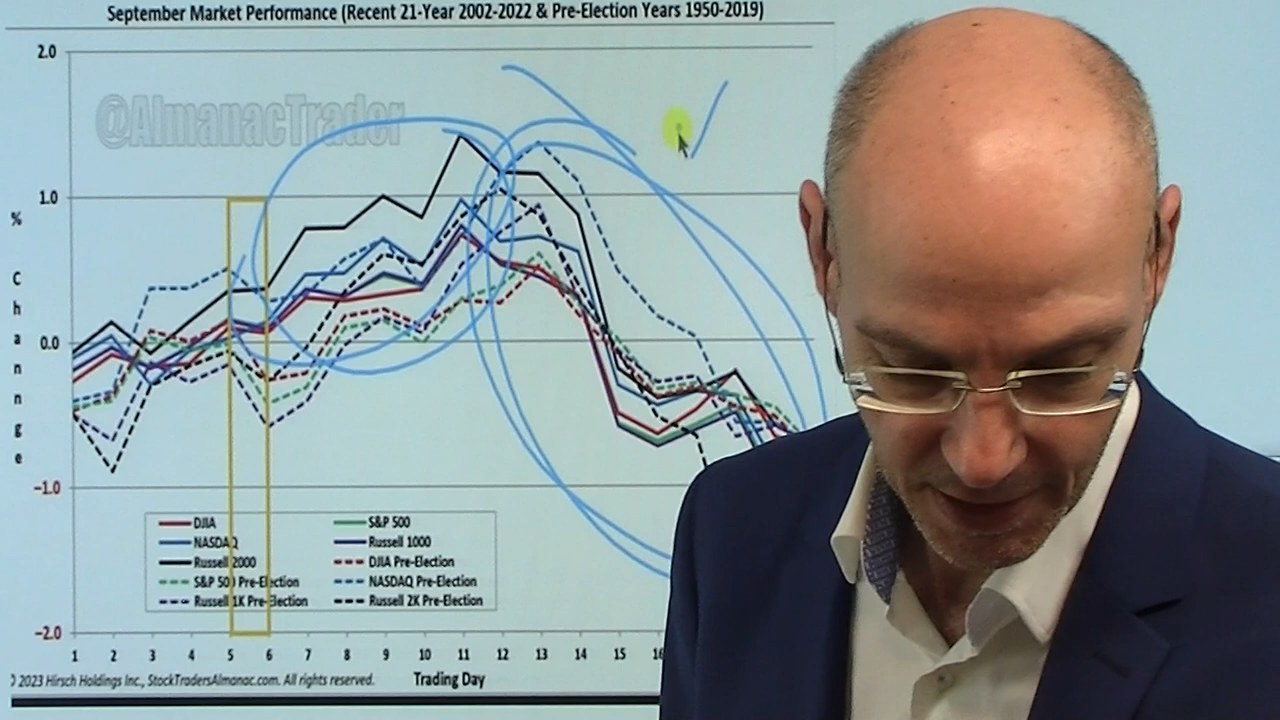 September Market Performance (Recent 21-Year 2002-2022 & Pre-Election Years 1950-2019)
2.0
@AlmanacTrader
1.0
%
C
h
a
0.0
n
n
g
e
-1.0
DJIA
S&P 500
NASDAQ
Russell 1000
Russell 2000
DJIA Pre-Election
S&P 500 Pre-Election
NASDAQ Pre-Election
Russell 1K Pre-Election
Russell 2K Pre-Election
-2.0
1 2 3 4 5 6 7 8 9 10 11 12 13 14 15 16
2023 Hirsch Holdings Inc., StockTradersAlmanac.com. All rights reserved.
Trading Day